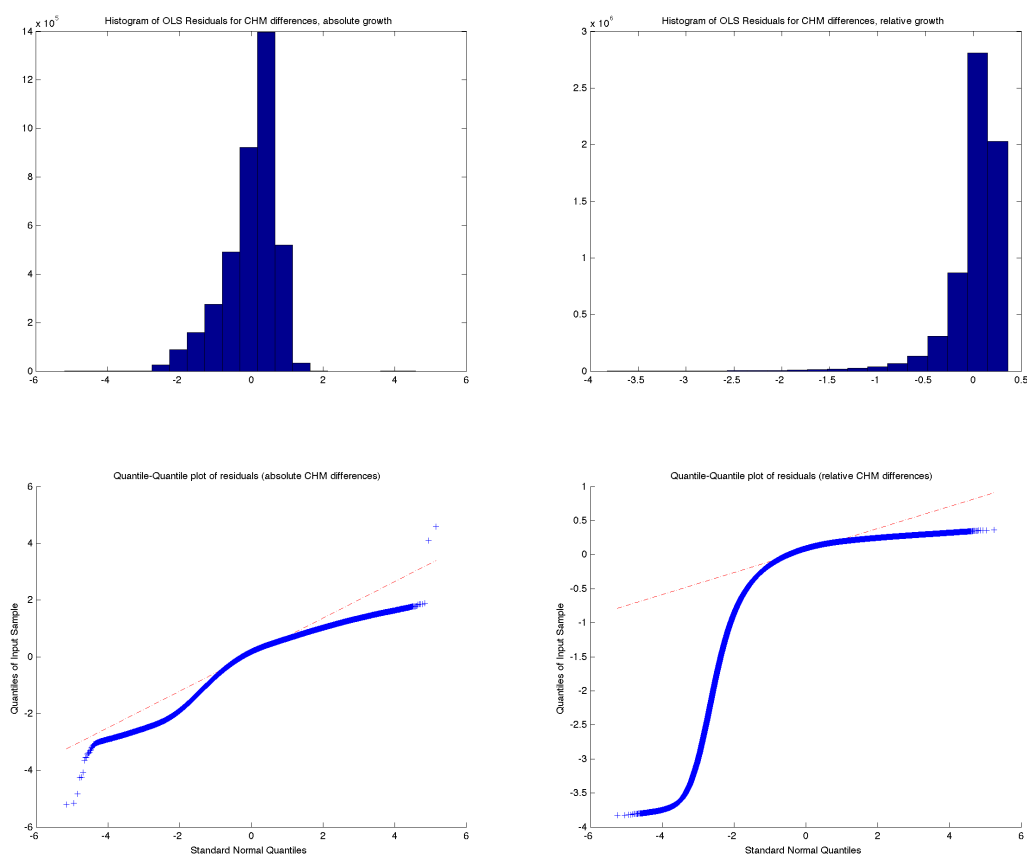 Histogram of OLS Residuals for CHM differences, absolute growth
x 10^5
14
12
10
8
6
4
2
0
-6 -4 -2 0 2 4 6
Histogram of OLS Residuals for CHM differences, relative growth
x 10^6
3
2.5
2
1.5
1
0.5
0
-4 -3.5 -3 -2.5 -2 -1.5 -1 -0.5 0 0.5
Quantile-Quantile plot of residuals (absolute CHM differences)
Quantiles of Input Sample
6
4
2
0
-2
-4
-6
-6 -4 -2 0 2 4 6
Standard Normal Quantiles
Quantile-Quantile plot of residuals (relative CHM differences)
Quantiles of Input Sample
1
0.5
0
-0.5
-1
-1.5
-2
-2.5
-3
-3.5
-4
-6 -4 -2 0 2 4 6
Standard Normal Quantiles